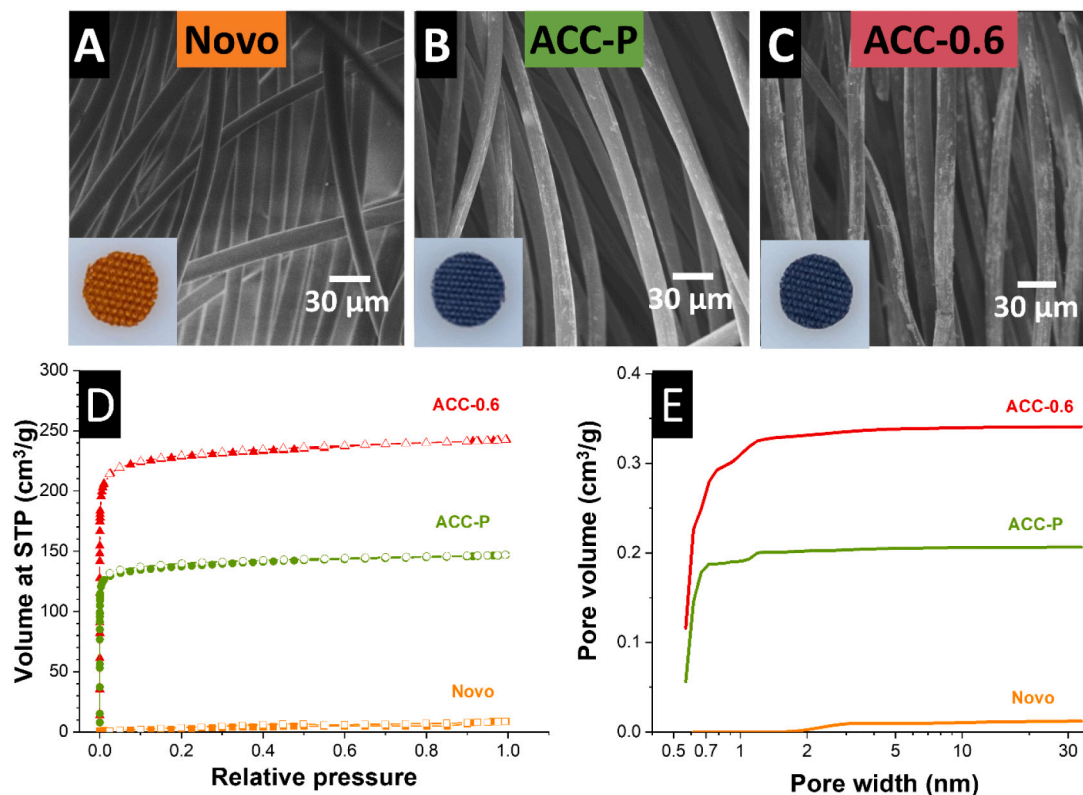 A
Novo
30 µm
B
ACC-P
30 µm
C
ACC-0.6
30 µm
D
300
250
200
150
100
50
0
Volume at STP (cm³/g)
ACC-0.6
ACC-P
Novo
0.0 0.2 0.4 0.6 0.8 1.0
Relative pressure
E
0.4
0.3
0.2
0.1
0.0
Pore volume (cm³/g)
ACC-0.6
ACC-P
Novo
0.5 0.7 1 2 5 10 30
Pore width (nm)